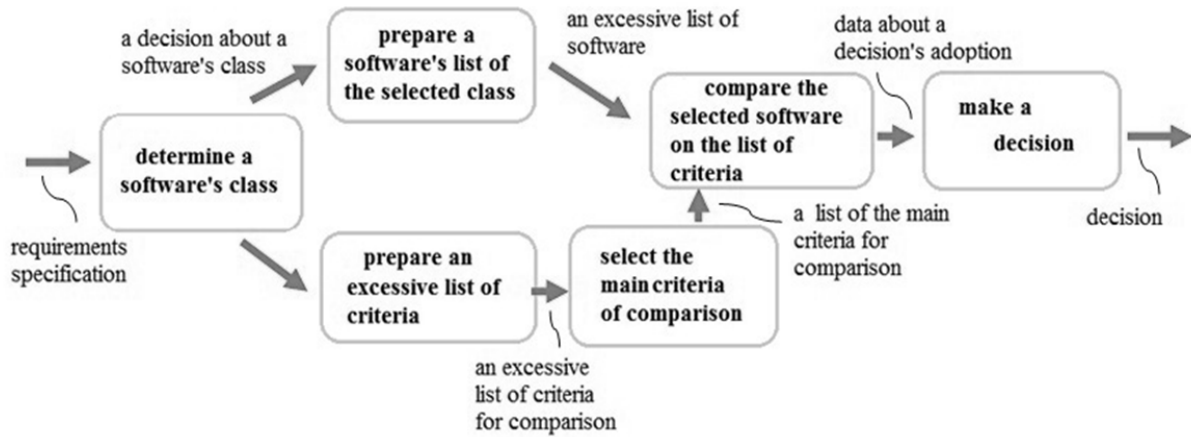 a decision about a
software's class
prepare a
software's list of
the selected class
an excessive list of
software
data about a
decision's adoption
determine a
software's class
compare the
selected software
on the list of
criteria
make a
decision
requirements
specification
prepare an
excessive list of
criteria
select the
main criteria
of comparison
a list of the main
criteria for
comparison
decision
an excessive
list of criteria
for comparison